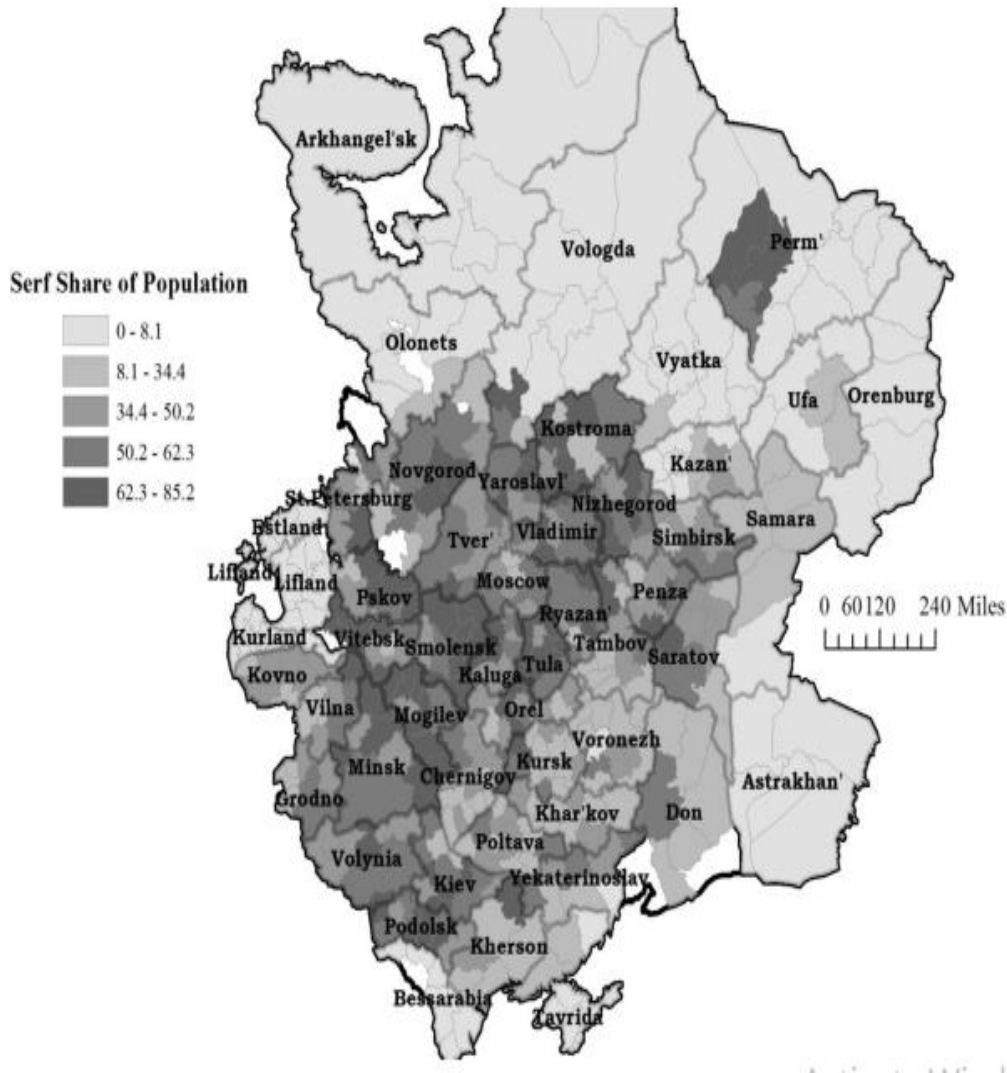 Arkhangel'sk
Vologda
Perm'
Serf Share of Population
0 - 8.1
8.1 - 34.4
34.4 - 50.2
50.2 - 62.3
62.3 - 85.2
Olonets
Vyatka
Ufa
Orenburg
Kostroma
Novgorod
Kazan'
Yaroslavl'
St.Petersburg
Nizhegorod
Estland
Tver'
Vladimir
Simbirsk
Samara
Lifland
Lifland
Pskov
Moscow
Penza
Ryazan'
0 60120 240 Miles
Kurland
Vitebsk
Smolensk
Tambov
Saratov
Kovno
Kaluga
Tula
Vilna
Mogilev
Orel
Voronezh
Minsk
Chernigov
Kursk
Astrakhan'
Grodno
Khar'kov
Don
Poltava
Volynia
Kiev
Yekaterinoslav
Podolsk
Kherson
Bessarabia
Tavrida